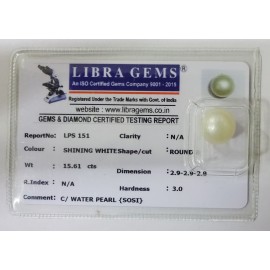 LIBRA GEMS
An ISO Certified Gems Company 9001 - 2015
Registered Under the Trade Marks with Govt. of India
website : www.libragems.com
GEMS & DIAMOND CERTIFIED TESTING REPORT
ReportNo: LPS 151 Clarity : N/A
Colour : SHINING WHITE Shape/cut : ROUND
Wt : 15.61 cts Dimension : 2.9-2.9-2.9
R.Index : N/A Hardness : 3.0
Comment : C/ WATER PEARL {SOSI}